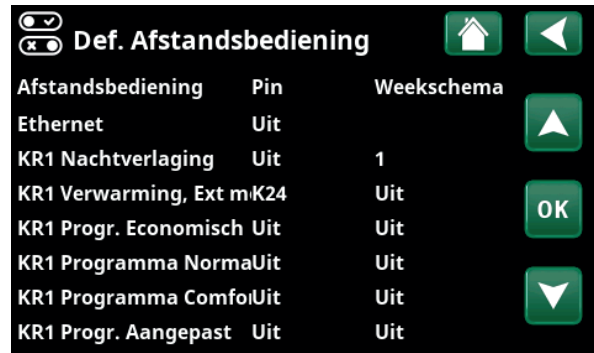 Def. Afstandsbediening
Afstandsbediening Pin Weekschema
Ethernet Uit
KR1 Nachtverlaging Uit 1
KR1 Verwarming, Ext m K24 Uit
OK
KR1 Progr. Economisch Uit Uit
KR1 Programma Norma Uit Uit
KR1 Programma Comfo Uit Uit
KR1 Progr. Aangepast Uit Uit